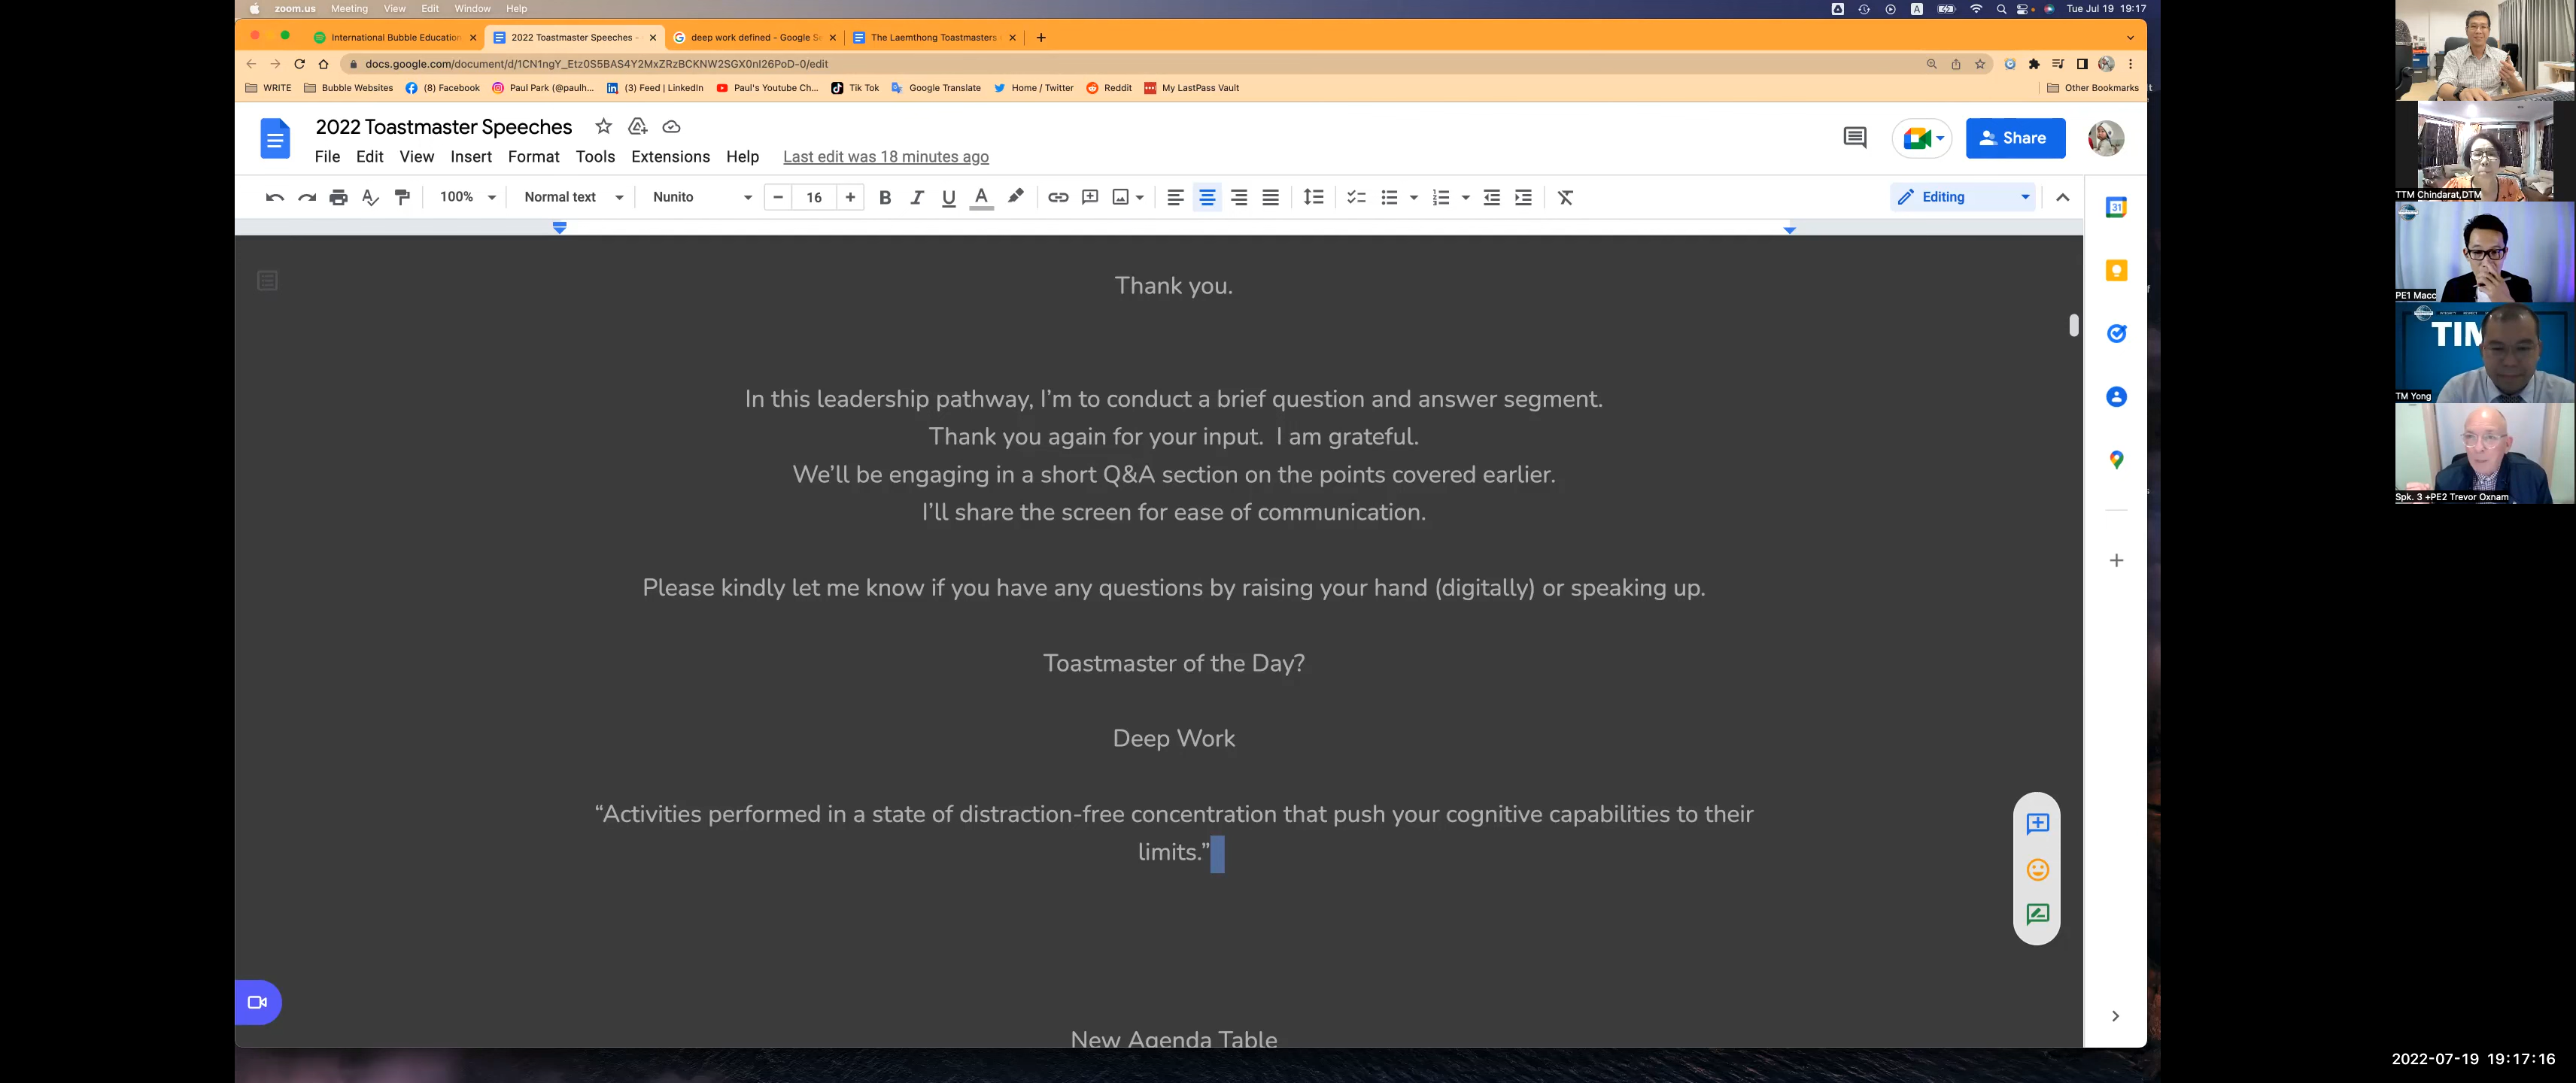 zoom.us Meeting View Edit Window Help
Tue Jul 19 19:17
International Bubble Education
2022 Toastmaster Speeches -
deep work defined - Google Se
The Laemthong Toastmasters
docs.google.com/document/d/1CN1ngY_Etz0S5BAS4Y2MxZRzBCKNW2SGX0nI26PoD-0/edit
WRITE Bubble Websites (8) Facebook Paul Park (@paulh... (3) Feed | LinkedIn Paul's Youtube Ch... Tik Tok Google Translate Home / Twitter Reddit My LastPass Vault Other Bookmarks
2022 Toastmaster Speeches
Share
File Edit View Insert Format Tools Extensions Help Last edit was 18 minutes ago
100% Normal text Nunito 16 Editing
31
Thank you.
In this leadership pathway, I'm to conduct a brief question and answer segment.
Thank you again for your input. I am grateful.
We'll be engaging in a short Q&A section on the points covered earlier.
I'll share the screen for ease of communication.
Please kindly let me know if you have any questions by raising your hand (digitally) or speaking up.
Toastmaster of the Day?
Deep Work
“Activities performed in a state of distraction-free concentration that push your cognitive capabilities to their
limits.”
New Agenda Table
TTM Chindarat,DTM
PE1 Macc
TIM
TM Yong
Spk. 3 +PE2 Trevor Oxnam
2022-07-19 19:17:16